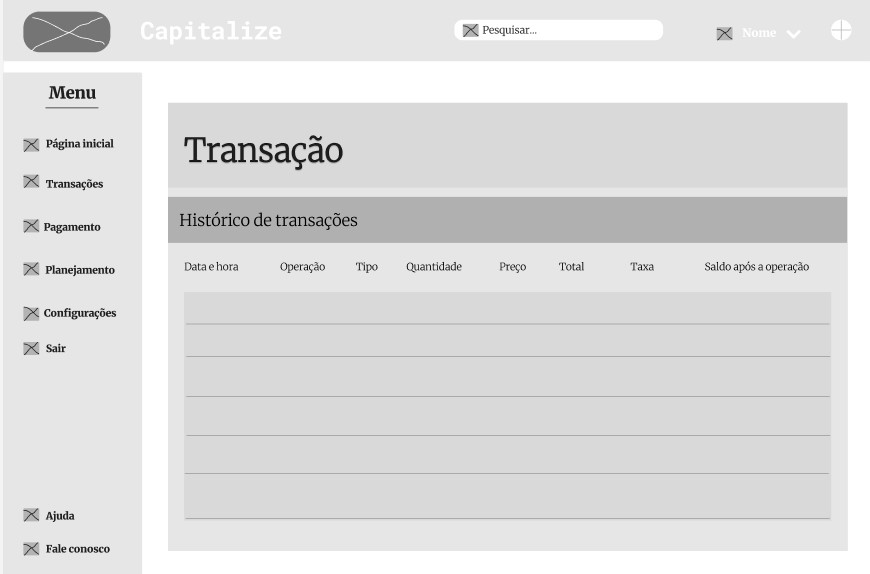 Capitalize
Pesquisar...
Nome
Menu
Página inicial
Transações
Pagamento
Planejamento
Configurações
Sair
Ajuda
Fale conosco
Transação
Histórico de transações
Data e hora Operação Tipo Quantidade Preço Total Taxa Saldo após a operação